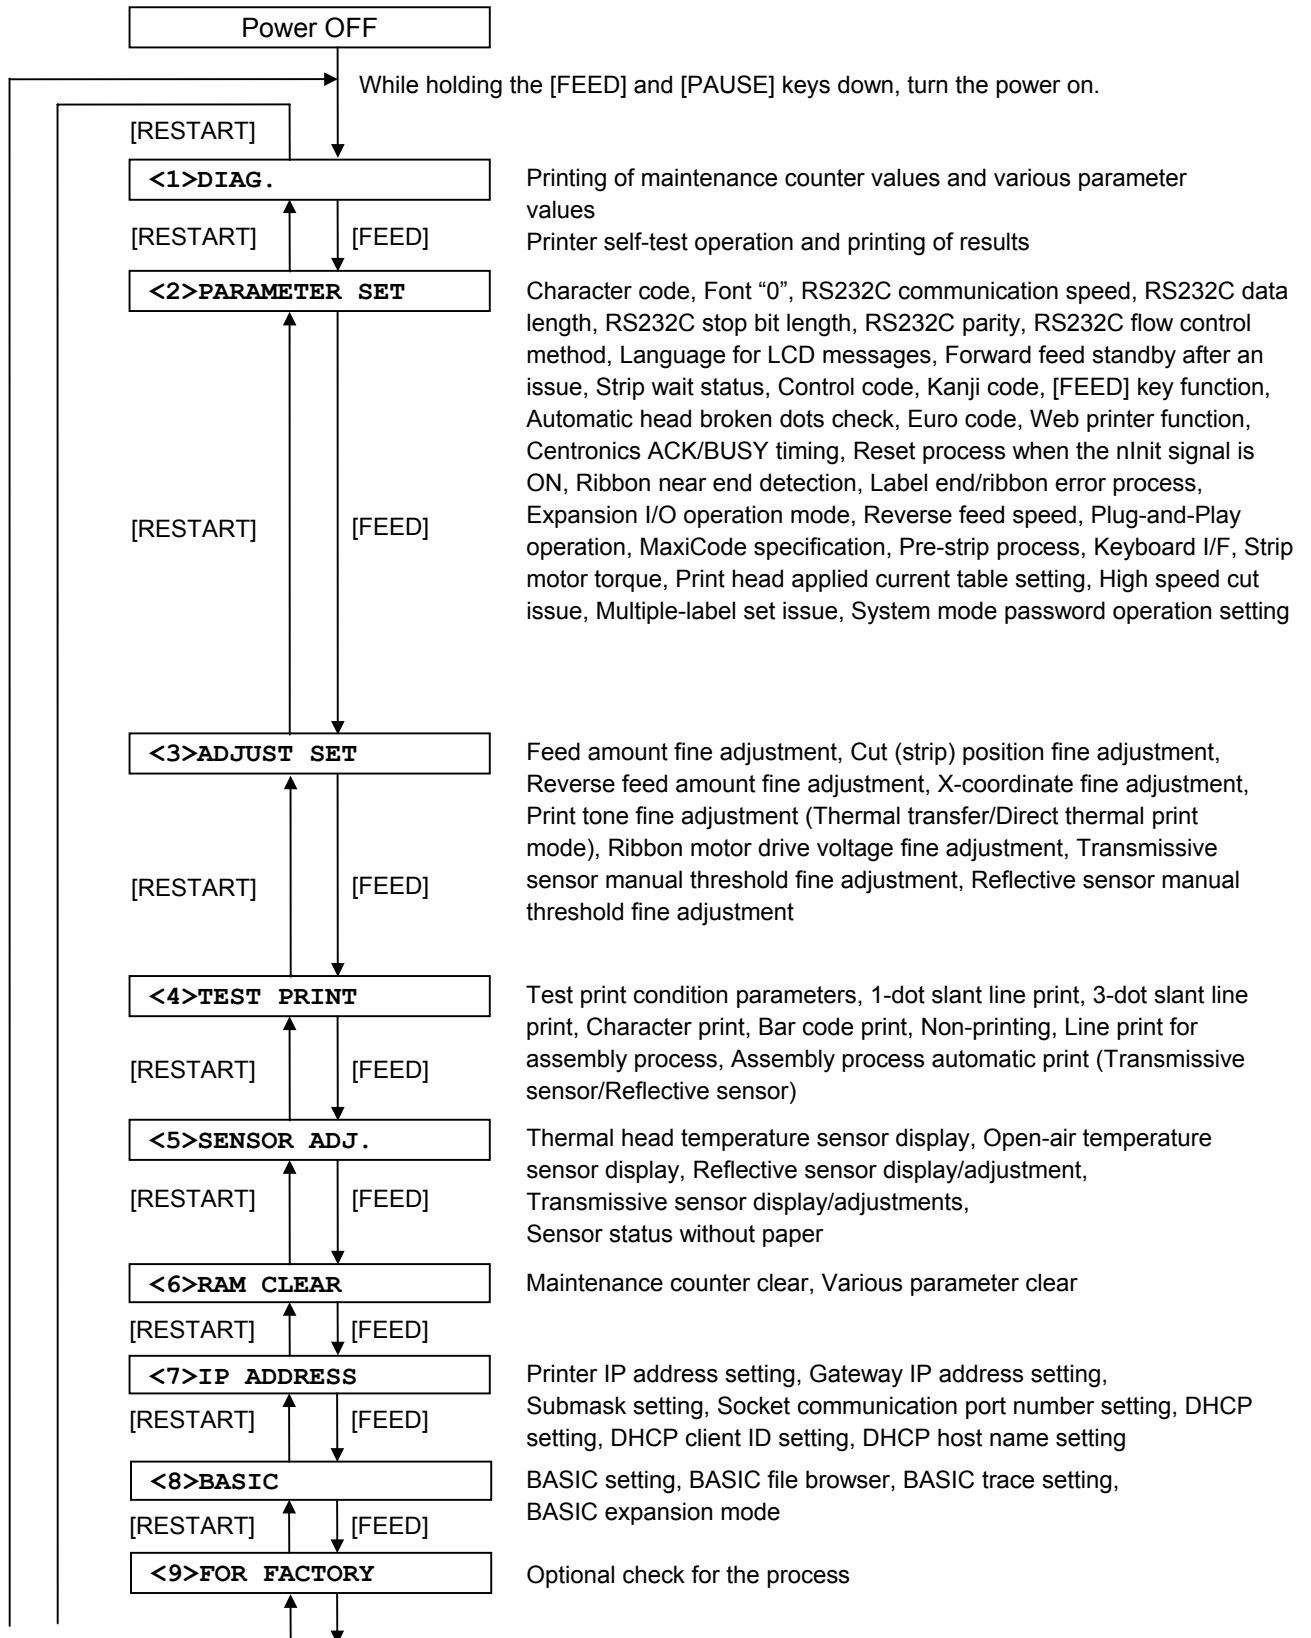 Power OFF
While holding the [FEED] and [PAUSE] keys down, turn the power on.
[RESTART]
<1>DIAG.
Printing of maintenance counter values and various parameter
values
Printer self-test operation and printing of results
[RESTART]
[FEED]
<2>PARAMETER SET
Character code, Font “0”, RS232C communication speed, RS232C data
length, RS232C stop bit length, RS232C parity, RS232C flow control
method, Language for LCD messages, Forward feed standby after an
issue, Strip wait status, Control code, Kanji code, [FEED] key function,
Automatic head broken dots check, Euro code, Web printer function,
Centronics ACK/BUSY timing, Reset process when the nInit signal is
ON, Ribbon near end detection, Label end/ribbon error process,
Expansion I/O operation mode, Reverse feed speed, Plug-and-Play
operation, MaxiCode specification, Pre-strip process, Keyboard I/F, Strip
motor torque, Print head applied current table setting, High speed cut
issue, Multiple-label set issue, System mode password operation setting
[RESTART]
[FEED]
<3>ADJUST SET
Feed amount fine adjustment, Cut (strip) position fine adjustment,
Reverse feed amount fine adjustment, X-coordinate fine adjustment,
Print tone fine adjustment (Thermal transfer/Direct thermal print
mode), Ribbon motor drive voltage fine adjustment, Transmissive
sensor manual threshold fine adjustment, Reflective sensor manual
threshold fine adjustment
[RESTART]
[FEED]
<4>TEST PRINT
Test print condition parameters, 1-dot slant line print, 3-dot slant line
print, Character print, Bar code print, Non-printing, Line print for
assembly process, Assembly process automatic print (Transmissive
sensor/Reflective sensor)
[RESTART]
[FEED]
<5>SENSOR ADJ.
Thermal head temperature sensor display, Open-air temperature
sensor display, Reflective sensor display/adjustment,
Transmissive sensor display/adjustments,
Sensor status without paper
[RESTART]
[FEED]
<6>RAM CLEAR
Maintenance counter clear, Various parameter clear
[RESTART]
[FEED]
<7>IP ADDRESS
Printer IP address setting, Gateway IP address setting,
Submask setting, Socket communication port number setting, DHCP
setting, DHCP client ID setting, DHCP host name setting
[RESTART]
[FEED]
<8>BASIC
BASIC setting, BASIC file browser, BASIC trace setting,
BASIC expansion mode
[RESTART]
[FEED]
<9>FOR FACTORY
Optional check for the process